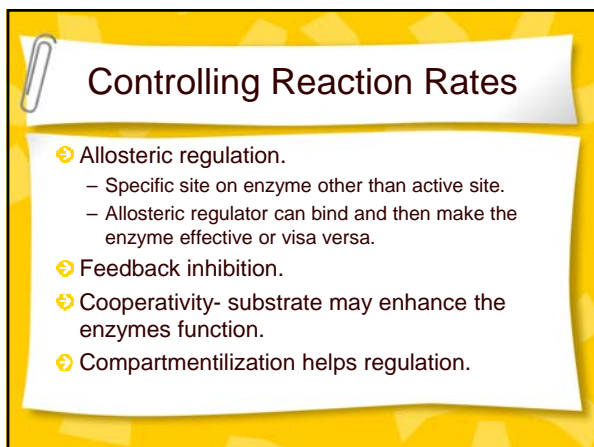 Controlling Reaction Rates
Allosteric regulation.
– Specific site on enzyme other than active site.
– Allosteric regulator can bind and then make the
enzyme effective or visa versa.
Feedback inhibition.
Cooperativity- substrate may enhance the
enzymes function.
Compartmentilization helps regulation.